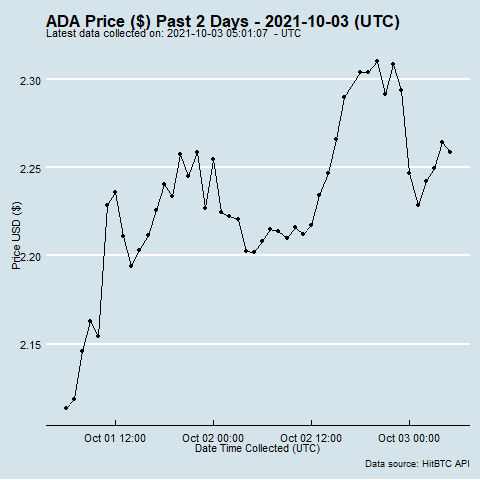 ADA Price ($) Past 2 Days - 2021-10-03 (UTC)
Latest data collected on: 2021-10-03 05:01:07 - UTC
2.30
2.25
2.20
2.15
Price USD ($)
Oct 01 12:00 Oct 02 00:00 Oct 02 12:00 Oct 03 00:00
Date Time Collected (UTC)
Data source: HitBTC API